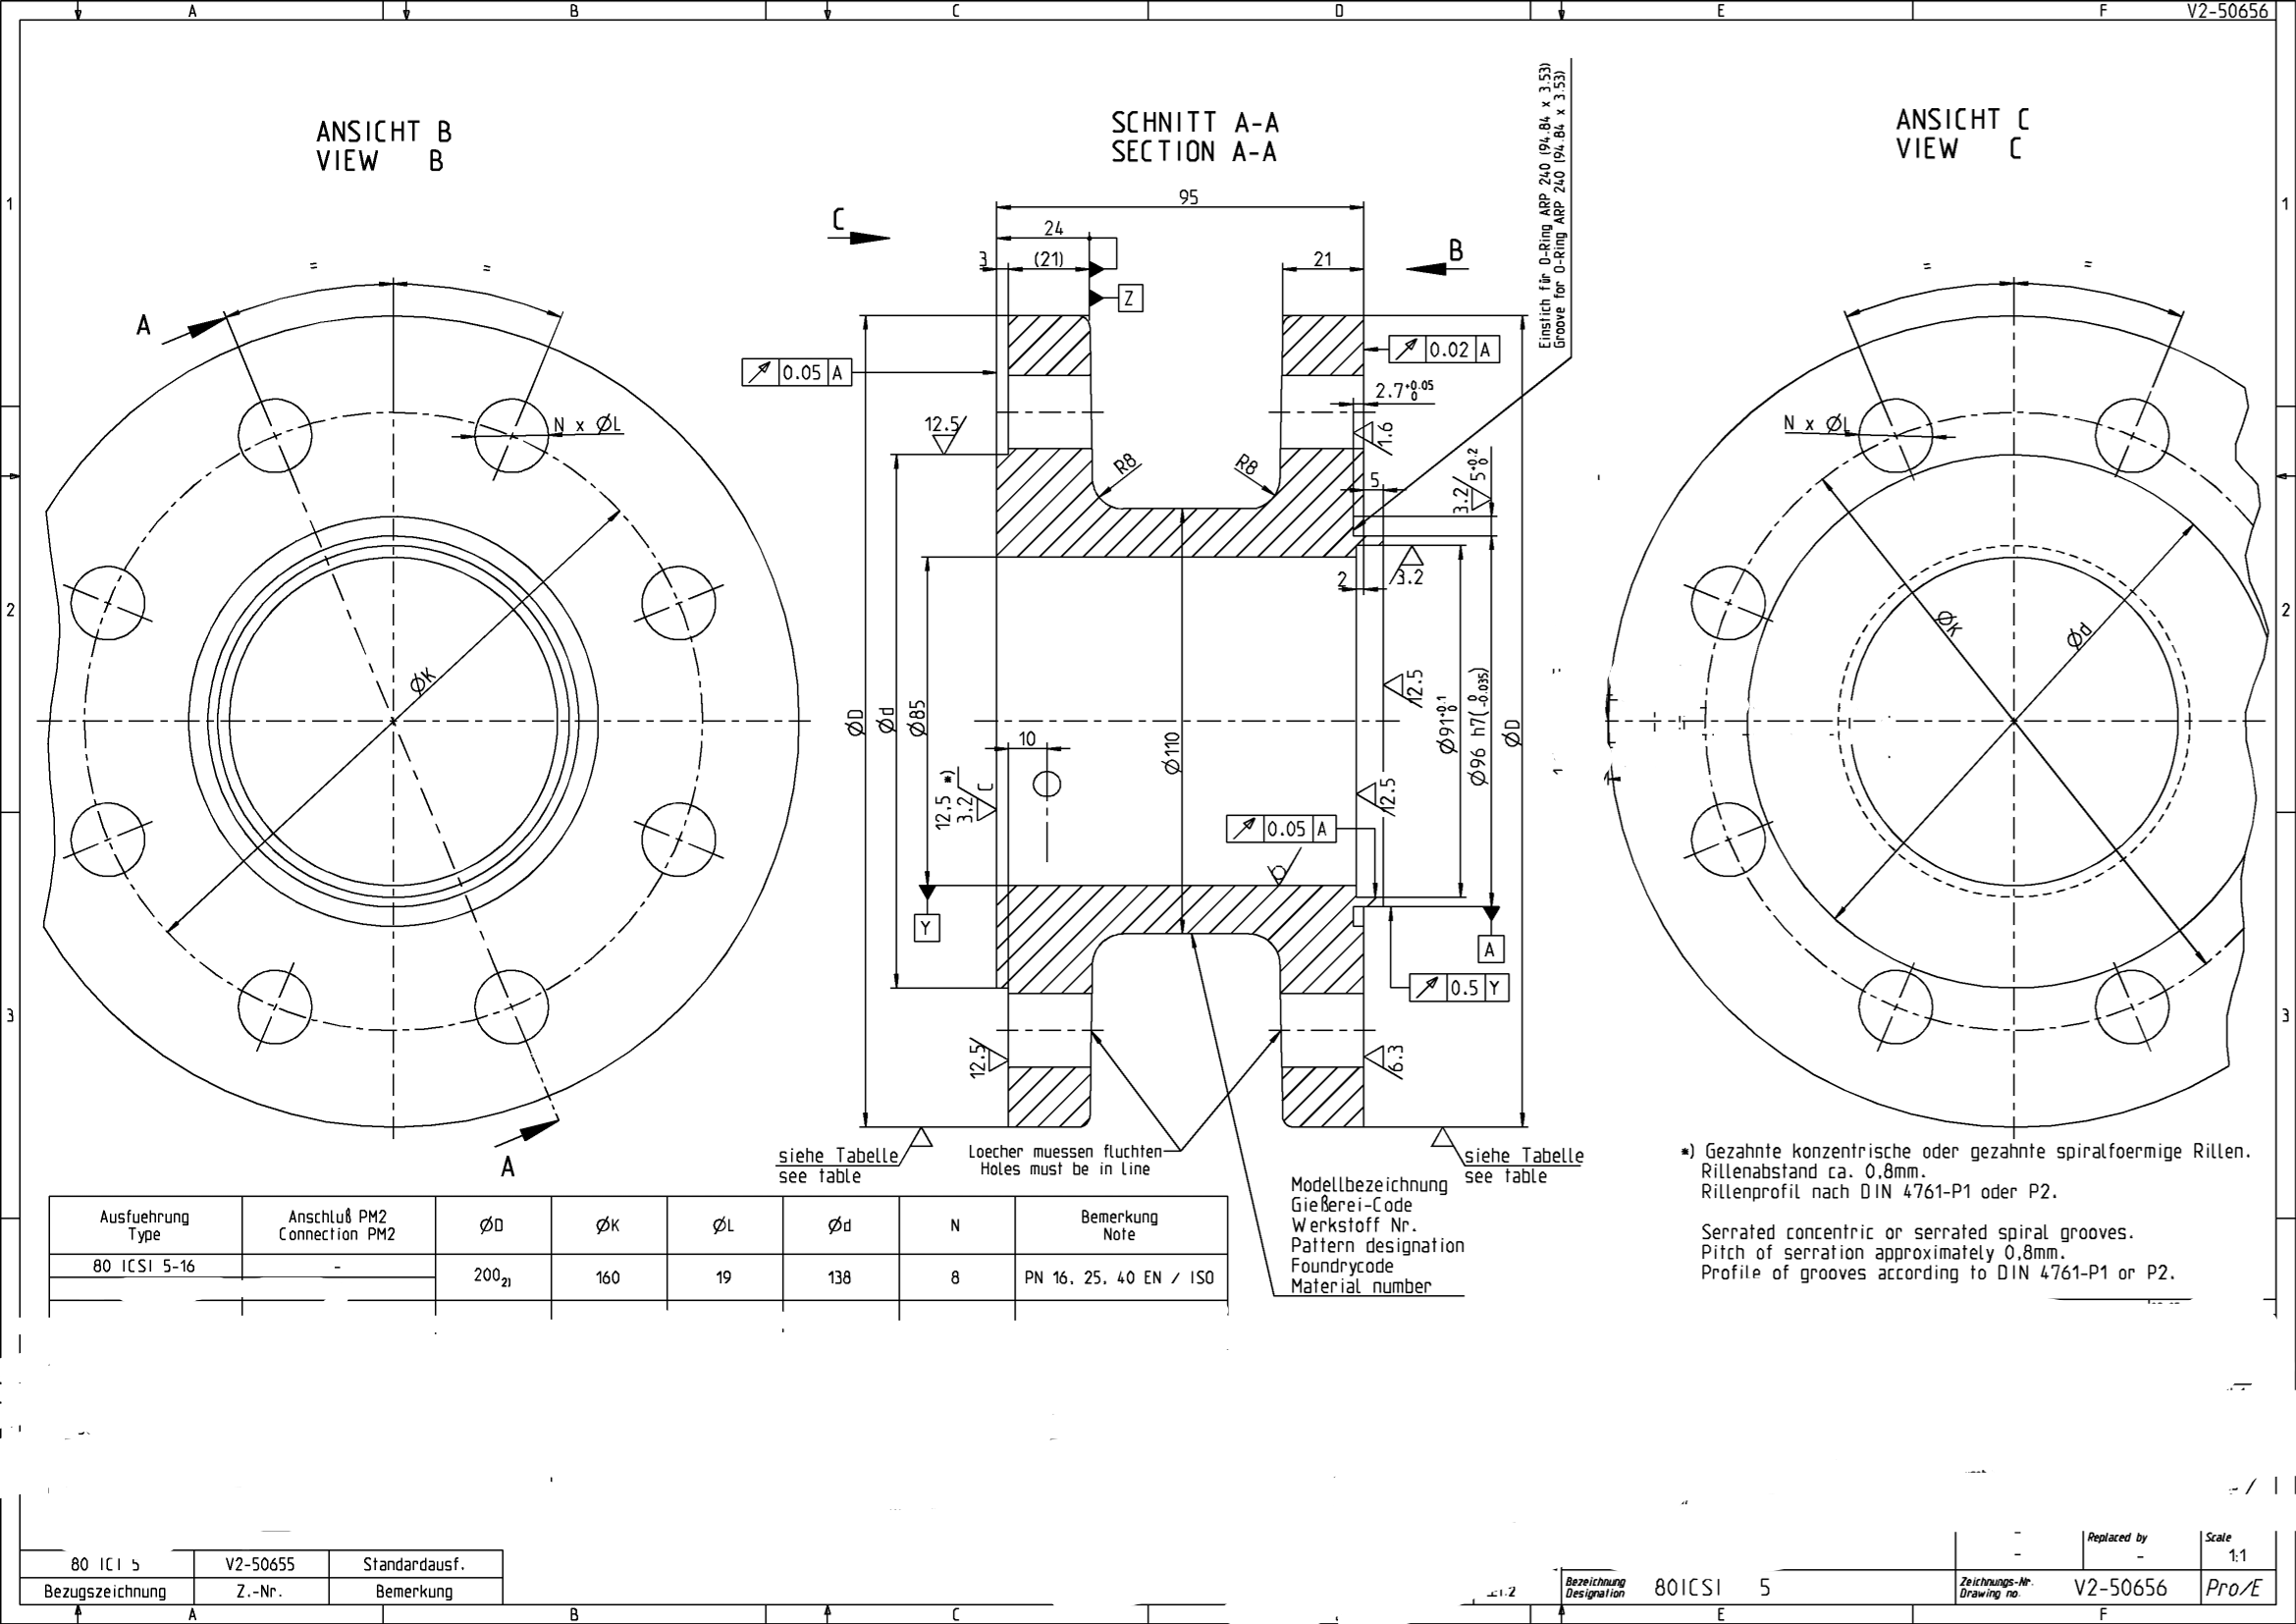 A B C D E F V2-50656
ANSICHT B
VIEW B
SCHNITT A-A
SECTION A-A
ANSICHT C
VIEW C
Einstich für O-Ring ARP 240 (94.84 x 3.53)
Groove for O-Ring ARP 240 (94.84 x 3.53)
1
1
2
2
3
3
=
=
A
N x ØL
ØK
A
C
B
95
24
3
(21)
21
Z
0.05 A
0.02 A
2.7 +0.05 0
12.5
1.6
R8
R8
5
3.2
5 +0.2 0
2
3.2
ØD
Ød
Ø85
10
Ø110
12.5
Ø91 +0.1 0
Ø96 h7( 0 -0.035)
ØD
12.5 *)
3.2
C
12.5
0.05 A
Y
A
0.5 Y
12.5
6.3
=
=
N x ØL
ØK
Ød
siehe Tabelle
see table
Loecher muessen fluchten
Holes must be in line
siehe Tabelle
see table
Modellbezeichnung
Gießerei-Code
Werkstoff Nr.
Pattern designation
Foundrycode
Material number
*) Gezahnte konzentrische oder gezahnte spiralfoermige Rillen.
Rillenabstand ca. 0,8mm.
Rillenprofil nach DIN 4761-P1 oder P2.
Serrated concentric or serrated spiral grooves.
Pitch of serration approximately 0,8mm.
Profile of grooves according to DIN 4761-P1 or P2.
Ausfuehrung Anschluß PM2 ØD ØK ØL Ød N Bemerkung
Type Connection PM2 Note
80 ICSI 5-16 - 200 2) 160 19 138 8 PN 16, 25, 40 EN / ISO
80 ICI 5 V2-50655 Standardausf.
Bezugszeichnung Z.-Nr. Bemerkung
- Replaced by Scale
- - 1:1
Bezeichnung
Designation
80ICSI 5
Zeichnungs-Nr.
Drawing no.
V2-50656 Pro/E
A B C E F